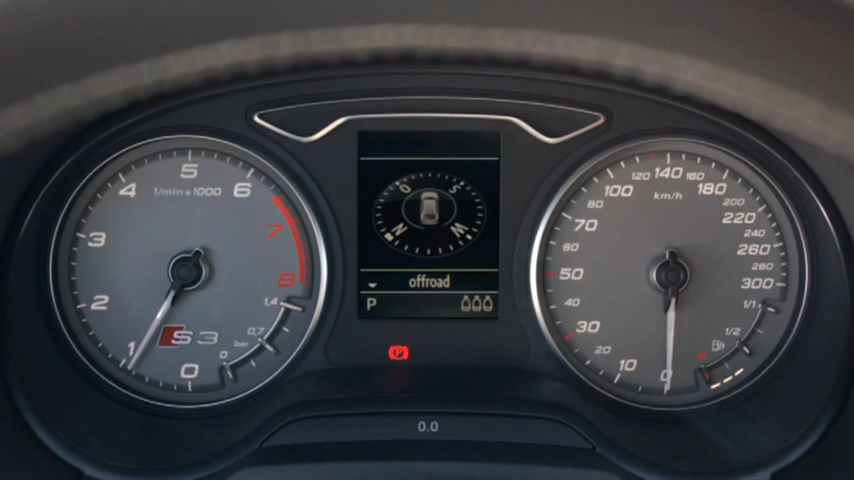 5
4
6
1/min x 1000
3
7
2
8
1,4
1
S3
0,7
bar
0
0
O
S
N
W
offroad
P
(P)
0.0
120
140
160
100
180
km/h
80
200
70
220
60
240
260
50
280
300
40
1/1
30
1/2
20
R
10
0